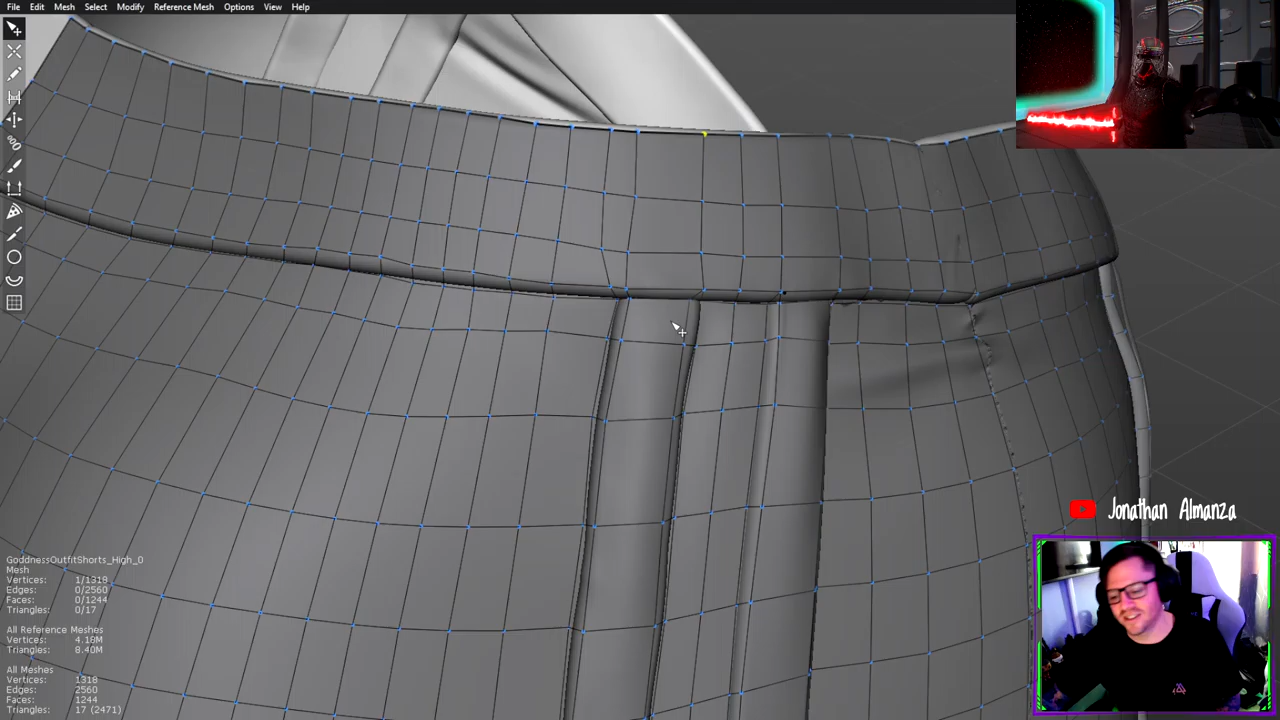 File Edit Mesh Select Modify Reference Mesh Options View Help
Jonathan Almanza
GoddnessOutfitShorts_High_0
Mesh
Vertices: 1/1318
Edges: 0/2560
Faces: 0/1244
Triangles: 0/17
All Reference Meshes
Vertices: 4.18M
Triangles: 8.40M
All Meshes
Vertices: 1318
Edges: 2560
Faces: 1244
Triangles: 17 (2471)